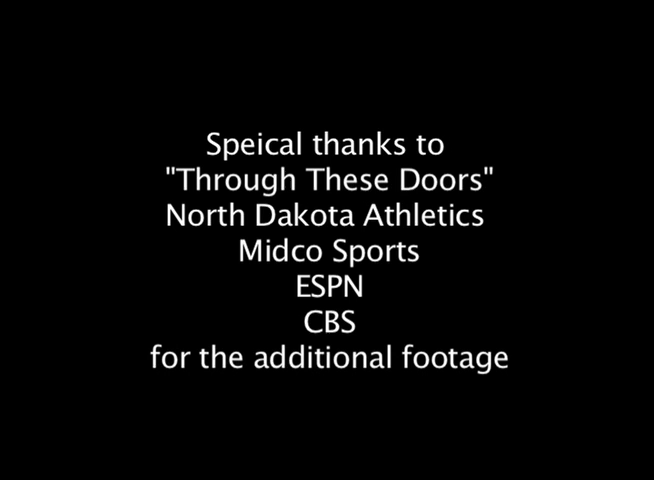 Speical thanks to
"Through These Doors"
North Dakota Athletics
Midco Sports
ESPN
CBS
for the additional footage